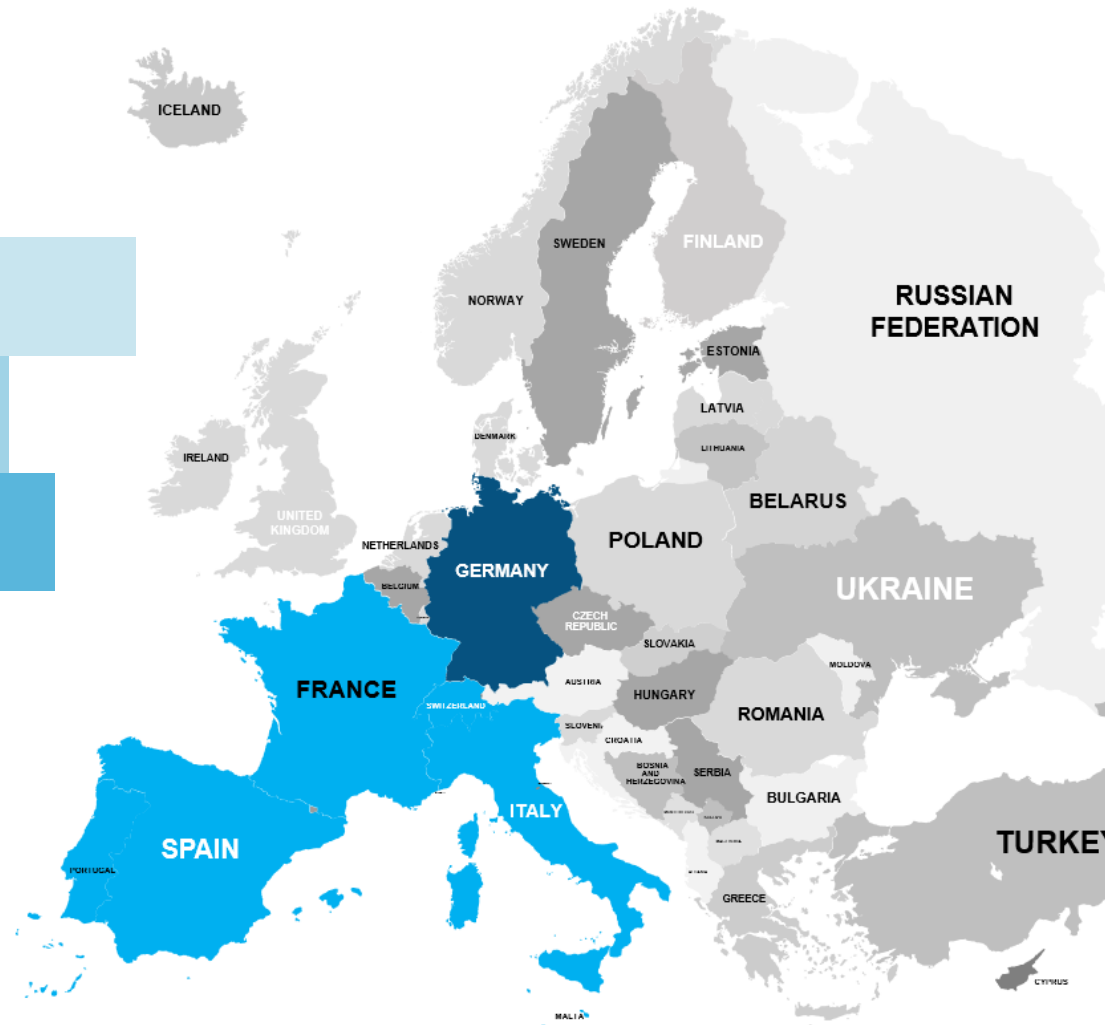 ICELAND
SWEDEN
FINLAND
NORWAY
RUSSIAN
FEDERATION
ESTONIA
LATVIA
DENMARK
LITHUANIA
IRELAND
BELARUS
UNITED
KINGDOM
POLAND
NETHERLANDS
GERMANY
BELGIUM
UKRAINE
CZECH
REPUBLIC
SLOVAKIA
MOLDOVA
AUSTRIA
FRANCE
HUNGARY
SWITZERLAND
ROMANIA
SLOVENI
CROATIA
BOSNIA
AND
HERZEGOVINA
SERBIA
BULGARIA
ITALY
TURKEY
SPAIN
PORTUGAL
GREECE
CYPRUS
MALTA